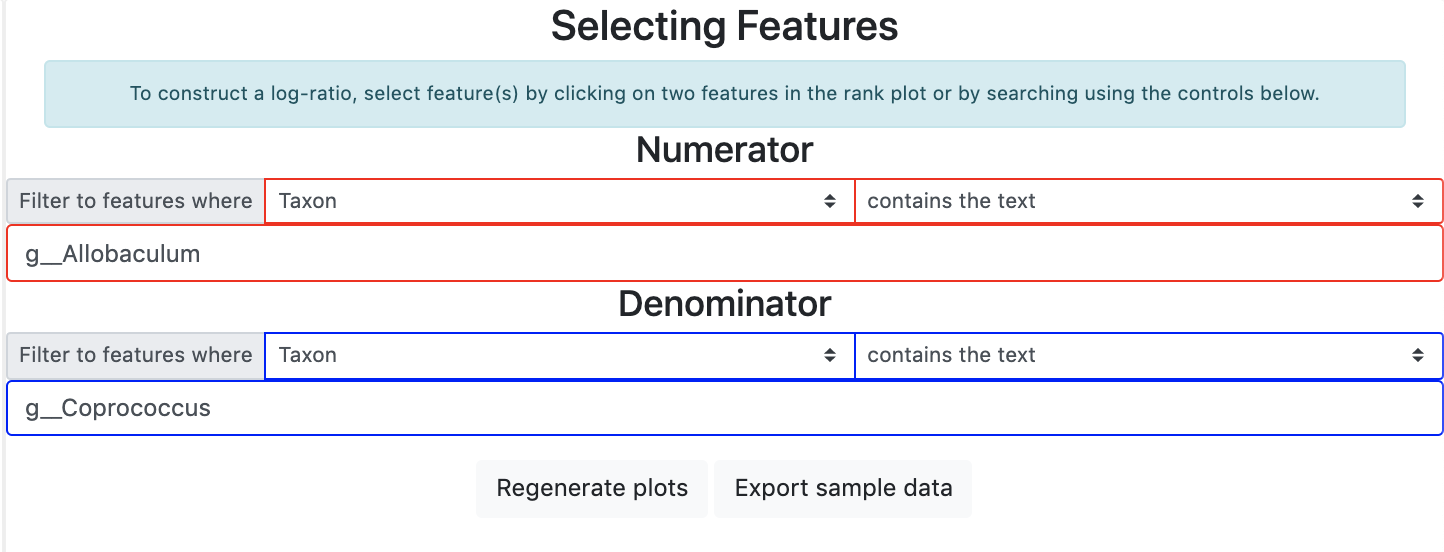 Selecting Features
To construct a log-ratio, select feature(s) by clicking on two features in the rank plot or by searching using the controls below.
Numerator
Filter to features where Taxon contains the text
g__Allobaculum
Denominator
Filter to features where Taxon contains the text
g__Coprococcus
Regenerate plots Export sample data